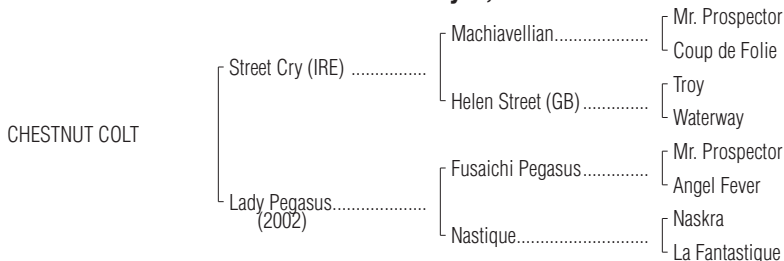 Mr. Prospector
Machiavellian....................
Coup de Folie
Street Cry (IRE) ................
Troy
Helen Street (GB)..............
Waterway
CHESTNUT COLT
Mr. Prospector
Fusaichi Pegasus..............
Angel Fever
Lady Pegasus....................
(2002)
Naskra
Nastique............................
La Fantastique